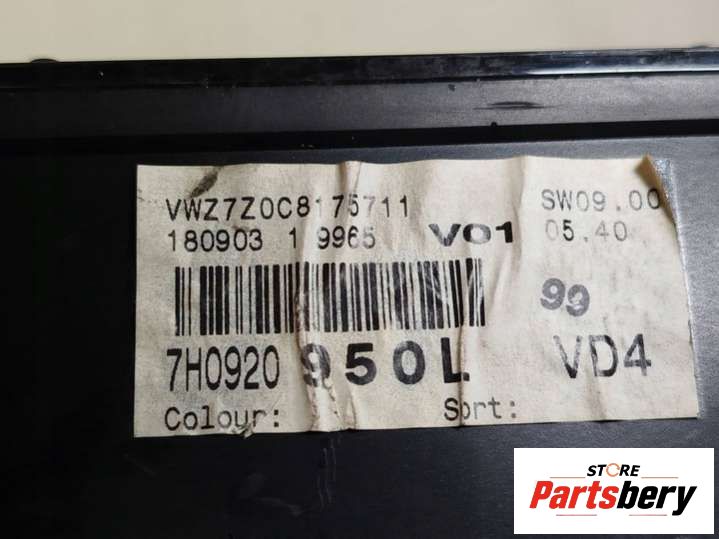 VWZ7Z0C8175711 SW09.00
180903 1 9965 V01 05.40
99
7H0920 950L VD4
Colour: Sort:
STORE
Partsbery